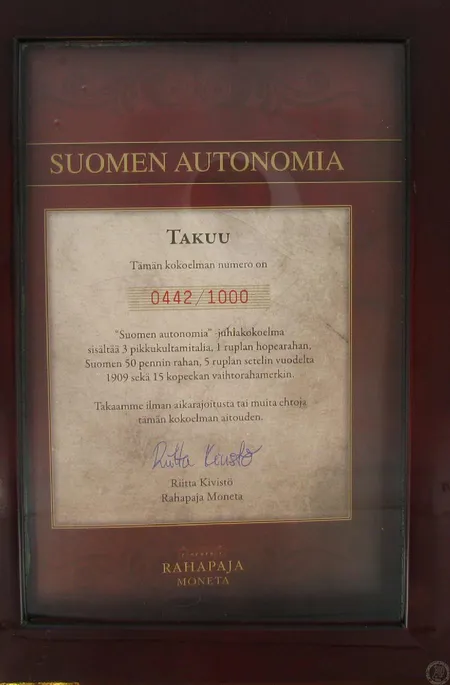 SUOMEN AUTONOMIA
TAKUU
Tämän kokoelman numero on
0442/1000
"Suomen autonomia" juhlakokoelma
sisältää 3 pikkukultamitalia, 1 ruplan hopearahan,
Suomen 50 pennin rahan, 5 ruplan setelin vuodelta
1909 sekä 15 kopeekan vaihtorahamerkin.
Takaamme ilman aikarajoitusta tai muita ehtoja
tämän kokoelman aitouden.
Riitta Kivistö
Riitta Kivistö
Rahapaja Moneta
RAHAPAJA
MONETA